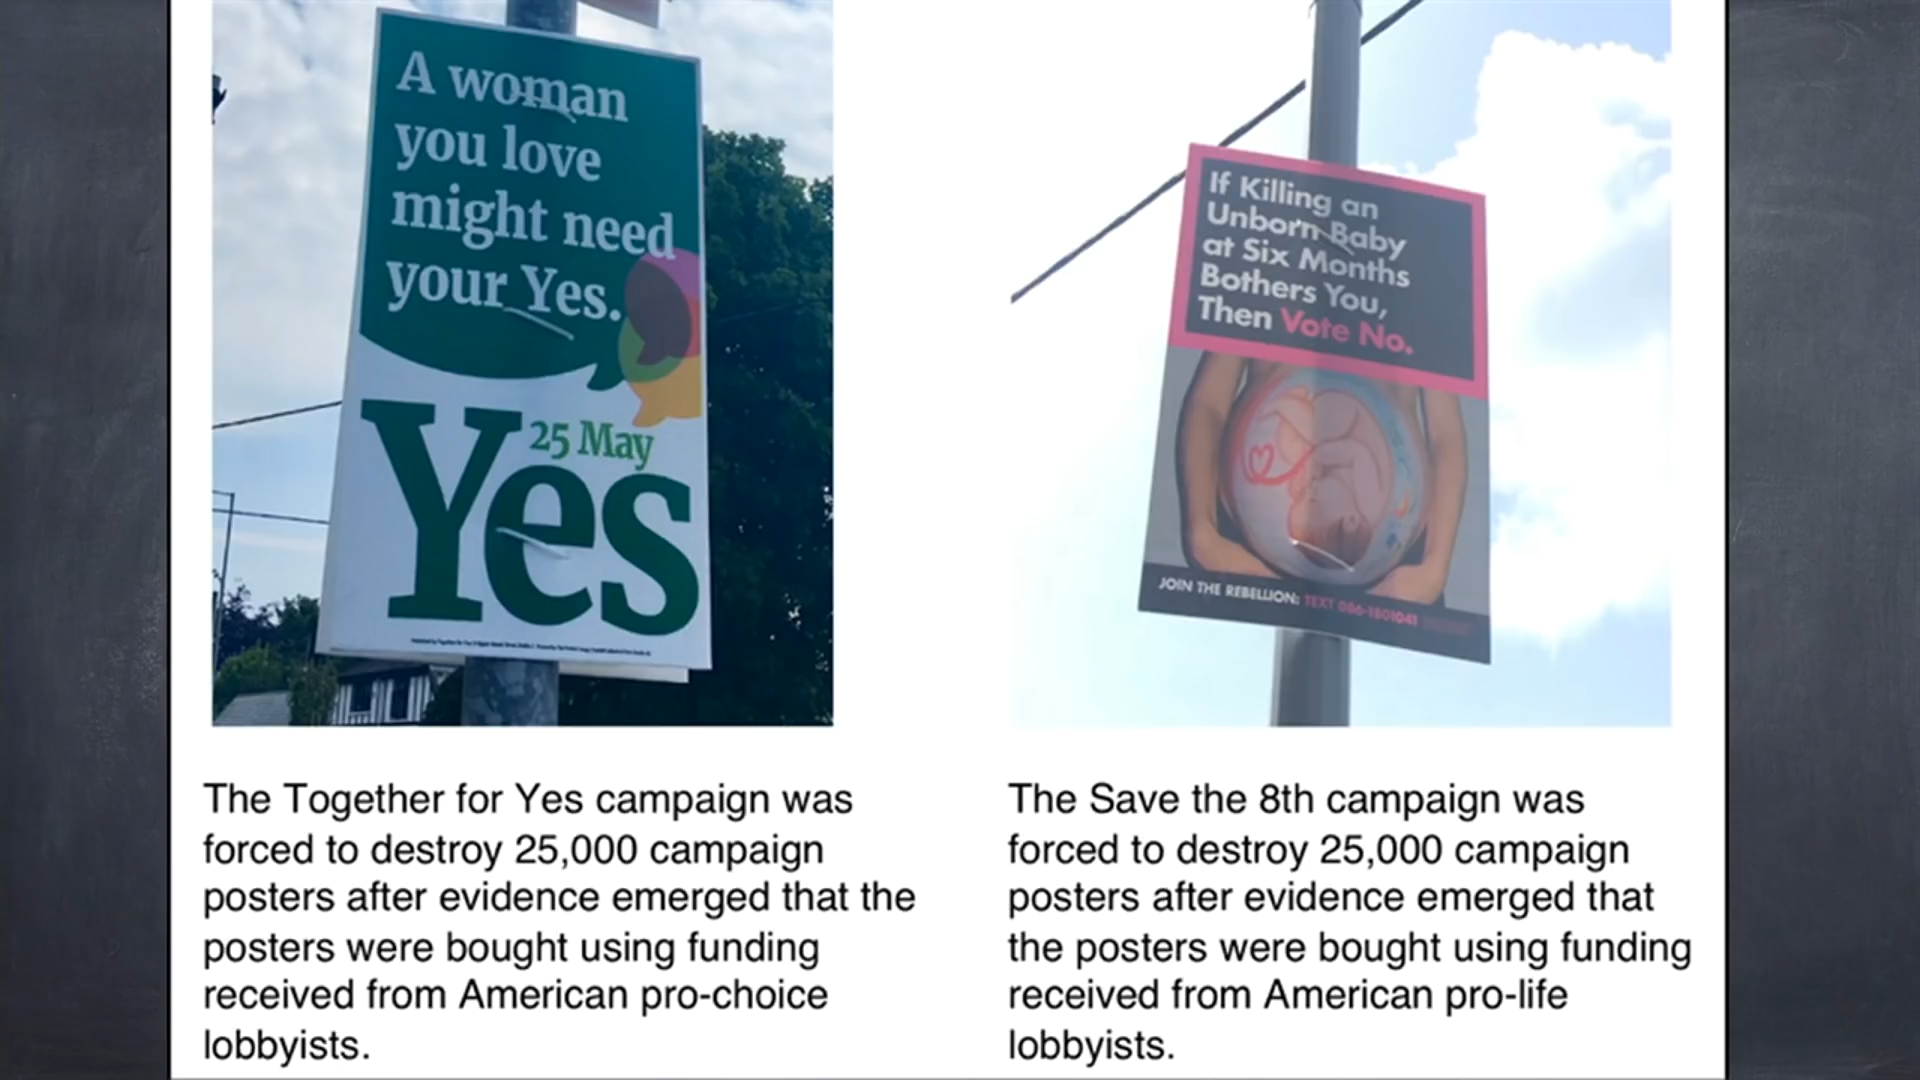 A woman
you love
might need
your Yes.
25 May
Yes
If Killing an
Unborn Baby
at Six Months
Bothers You,
Then Vote No.
JOIN THE REBELLION: TEXT 086-1801041
The Together for Yes campaign was
forced to destroy 25,000 campaign
posters after evidence emerged that the
posters were bought using funding
received from American pro-choice
lobbyists.
The Save the 8th campaign was
forced to destroy 25,000 campaign
posters after evidence emerged that
the posters were bought using funding
received from American pro-life
lobbyists.